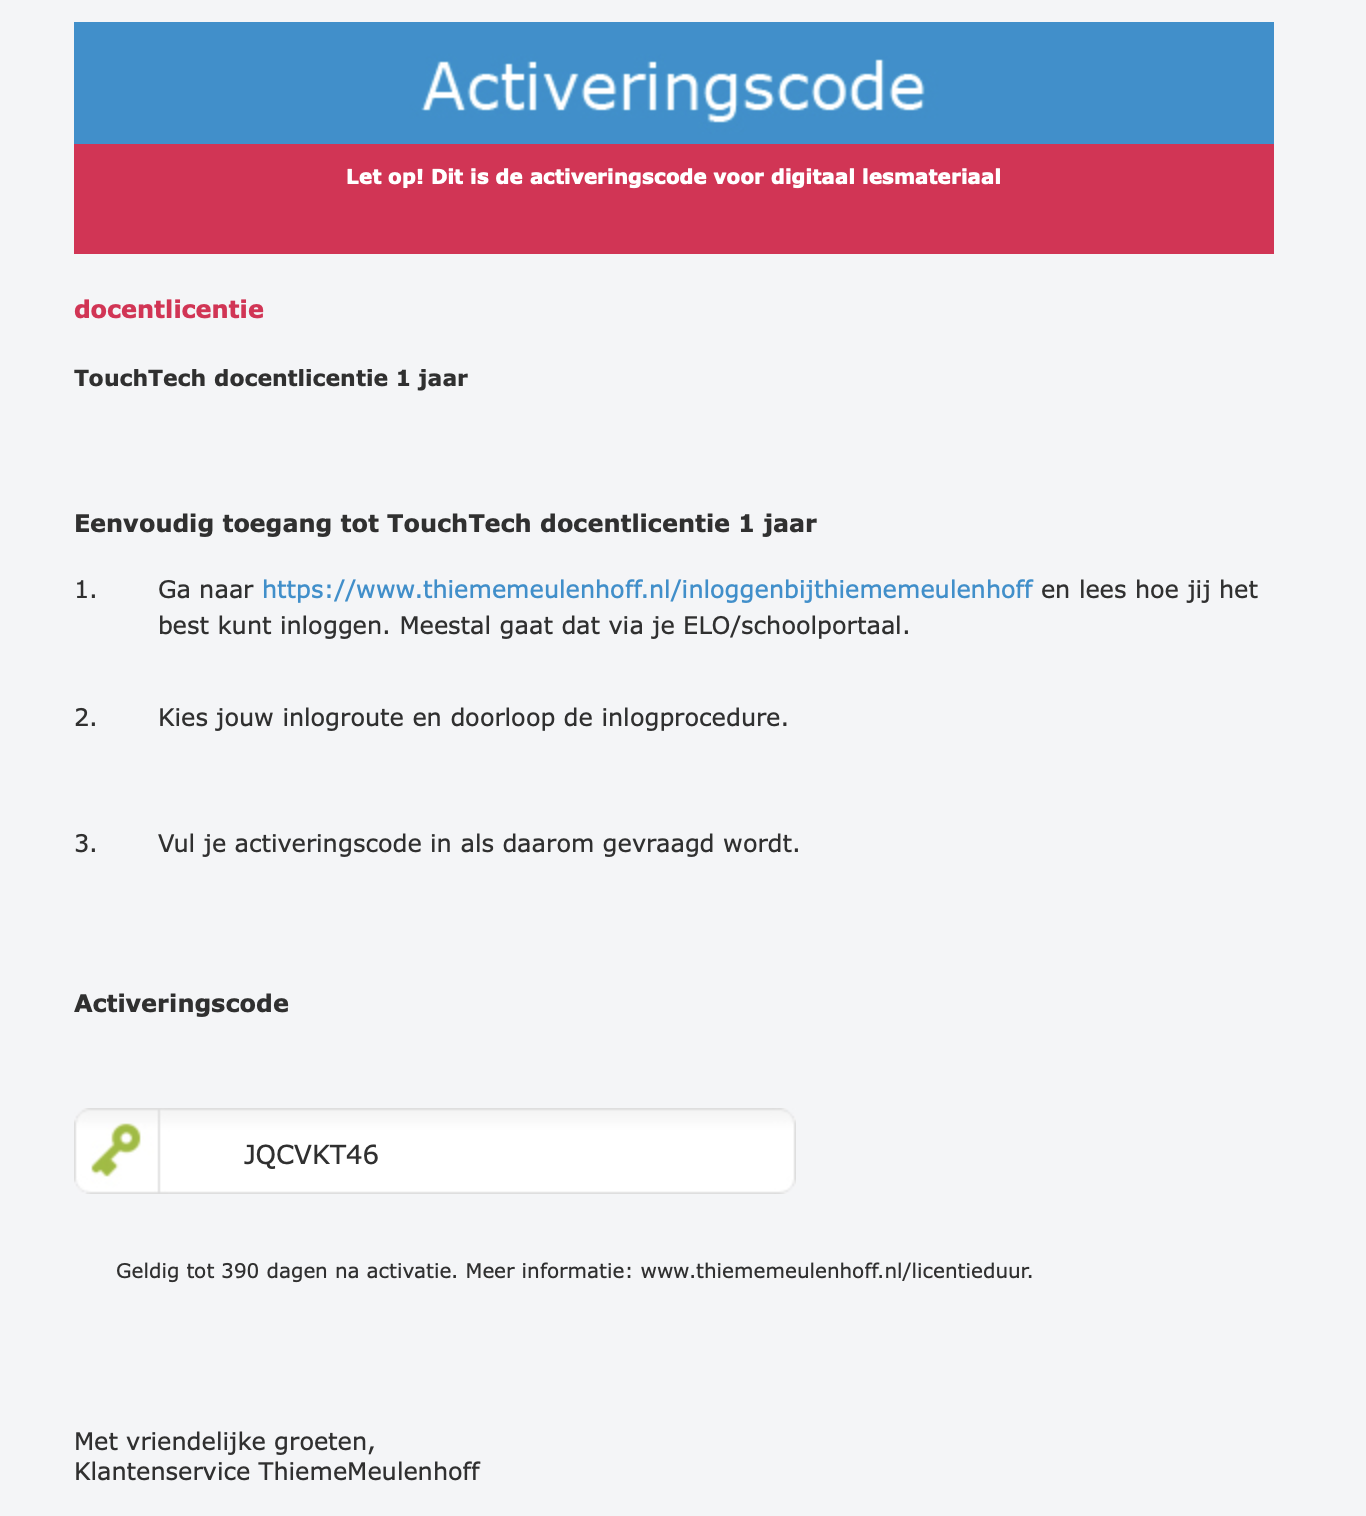 Activeringscode
Let op! Dit is de activeringscode voor digitaal lesmateriaal
docentlicentie
TouchTech docentlicentie 1 jaar
Eenvoudig toegang tot TouchTech docentlicentie 1 jaar
1. Ga naar https://www.thiememeulenhoff.nl/inloggenbijthiememeulenhoff en lees hoe jij het
best kunt inloggen. Meestal gaat dat via je ELO/schoolportaal.
2. Kies jouw inlogroute en doorloop de inlogprocedure.
3. Vul je activeringscode in als daarom gevraagd wordt.
Activeringscode
JQCVKT46
Geldig tot 390 dagen na activatie. Meer informatie: www.thiememeulenhoff.nl/licentieduur.
Met vriendelijke groeten,
Klantenservice ThiemeMeulenhoff